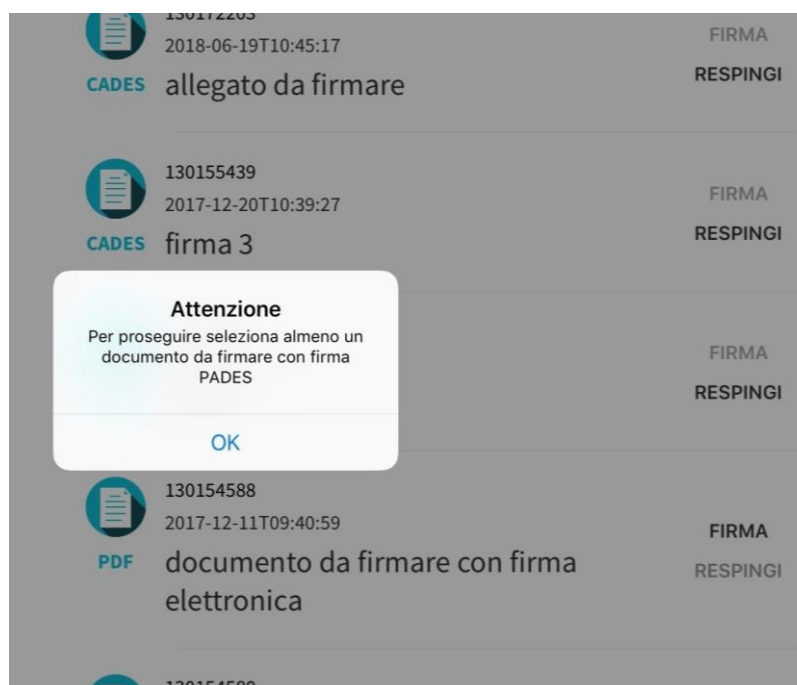 130172203
2018-06-19T10:45:17
FIRMA
CADES
allegato da firmare
RESPINGI
130155439
2017-12-20T10:39:27
FIRMA
CADES
firma 3
RESPINGI
Attenzione
Per proseguire seleziona almeno un
documento da firmare con firma
PADES
OK
FIRMA
RESPINGI
130154588
2017-12-11T09:40:59
FIRMA
PDF
documento da firmare con firma
elettronica
RESPINGI